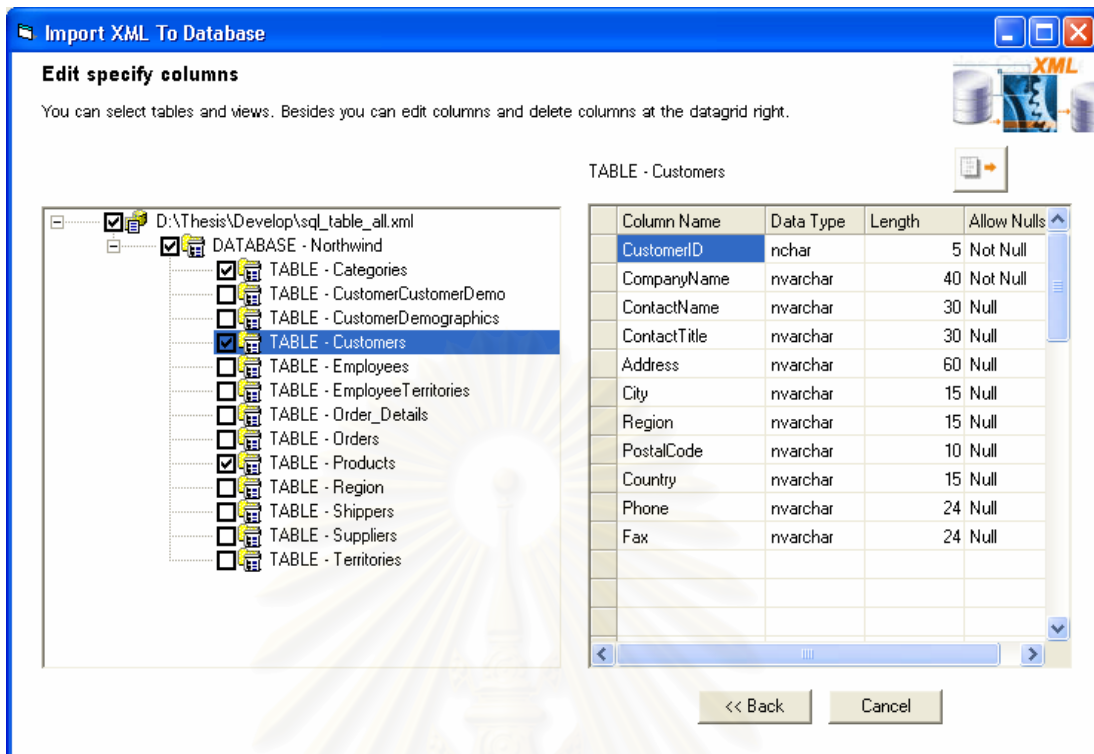 Import XML To Database
Edit specify columns
XML
You can select tables and views. Besides you can edit columns and delete columns at the datagrid right.
TABLE - Customers
D:\Thesis\Develop\sql_table_all.xml
DATABASE - Northwind
TABLE - Categories
TABLE - CustomerCustomerDemo
TABLE - CustomerDemographics
TABLE - Customers
TABLE - Employees
TABLE - EmployeeTerritories
TABLE - Order_Details
TABLE - Orders
TABLE - Products
TABLE - Region
TABLE - Shippers
TABLE - Suppliers
TABLE - Territories
Column Name Data Type Length Allow Nulls
CustomerID nchar 5 Not Null
CompanyName nvarchar 40 Not Null
ContactName nvarchar 30 Null
ContactTitle nvarchar 30 Null
Address nvarchar 60 Null
City nvarchar 15 Null
Region nvarchar 15 Null
PostalCode nvarchar 10 Null
Country nvarchar 15 Null
Phone nvarchar 24 Null
Fax nvarchar 24 Null
<< Back Cancel